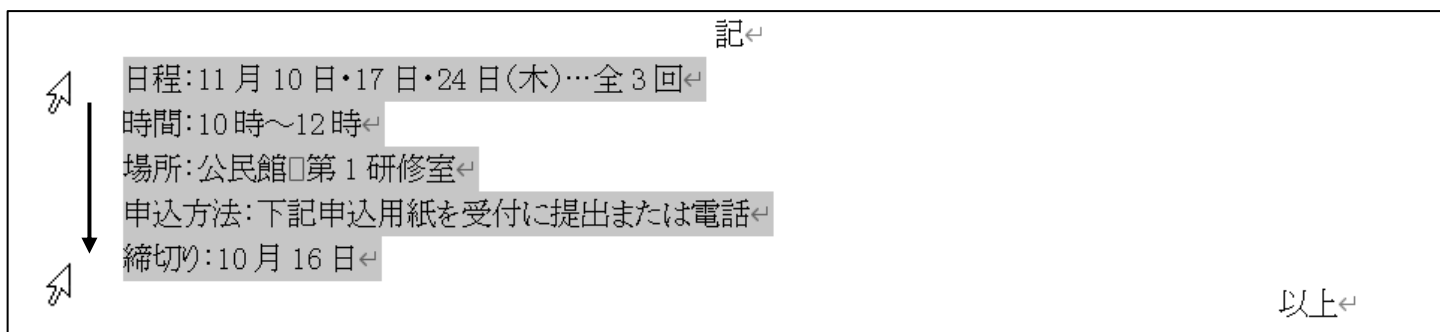 記
日程：11 月 10 日・17 日・24 日（木）…全 3 回
時間：10 時～12 時
場所：公民館□第 1 研修室
申込方法：下記申込用紙を受付に提出または電話
締切り：10 月 16 日
以上